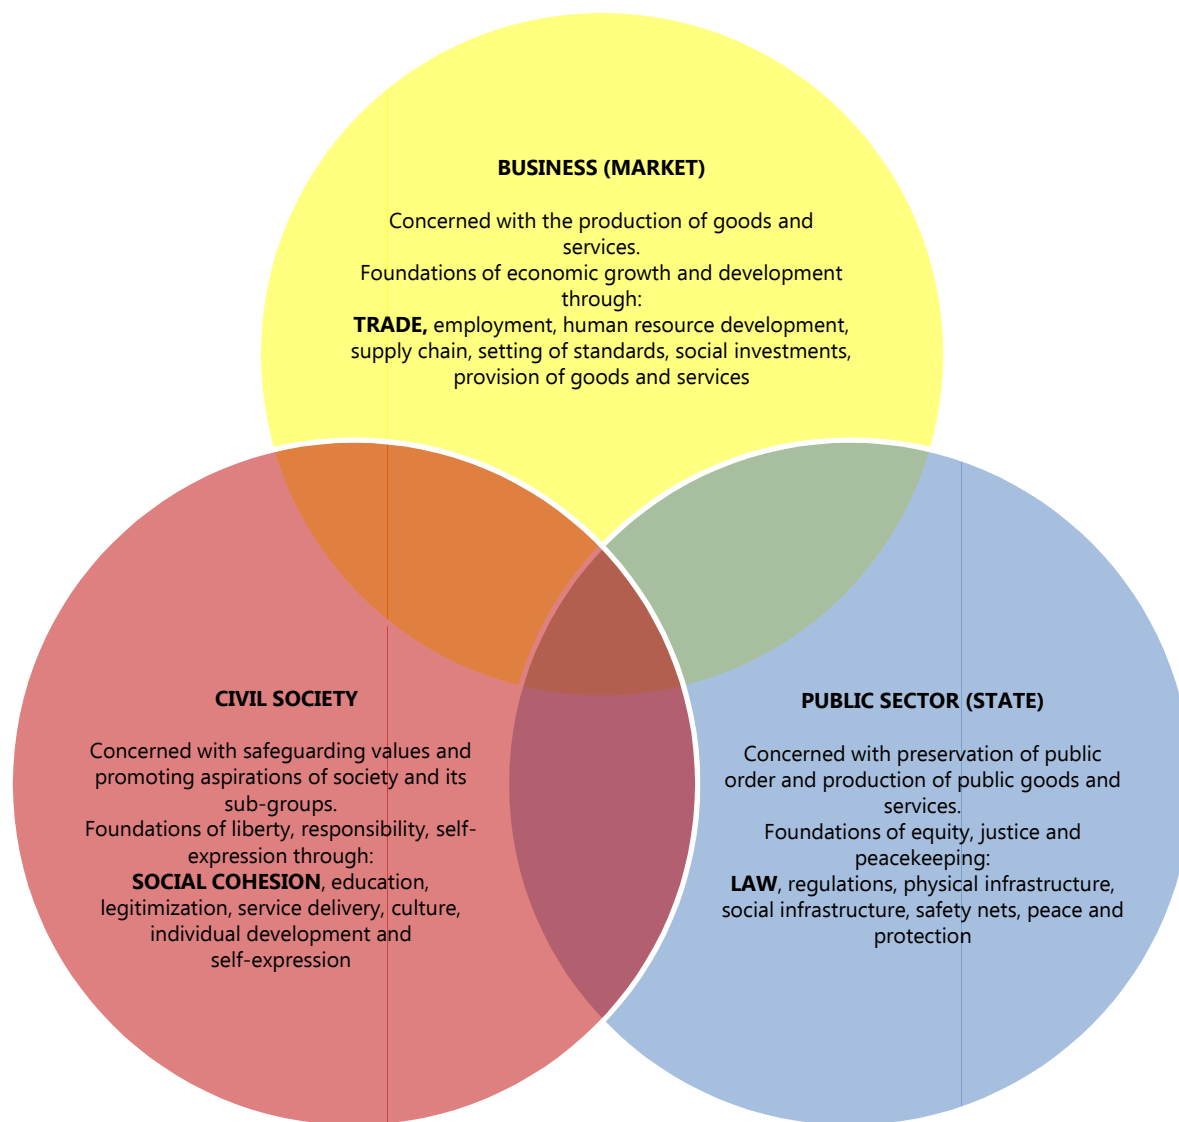 BUSINESS (MARKET)
Concerned with the production of goods and
services.
Foundations of economic growth and development
through:
TRADE, employment, human resource development,
supply chain, setting of standards, social investments,
provision of goods and services
CIVIL SOCIETY
Concerned with safeguarding values and
promoting aspirations of society and its
sub-groups.
Foundations of liberty, responsibility, self-
expression through:
SOCIAL COHESION, education,
legitimization, service delivery, culture,
individual development and
self-expression
PUBLIC SECTOR (STATE)
Concerned with preservation of public
order and production of public goods and
services.
Foundations of equity, justice and
peacekeeping:
LAW, regulations, physical infrastructure,
social infrastructure, safety nets, peace and
protection